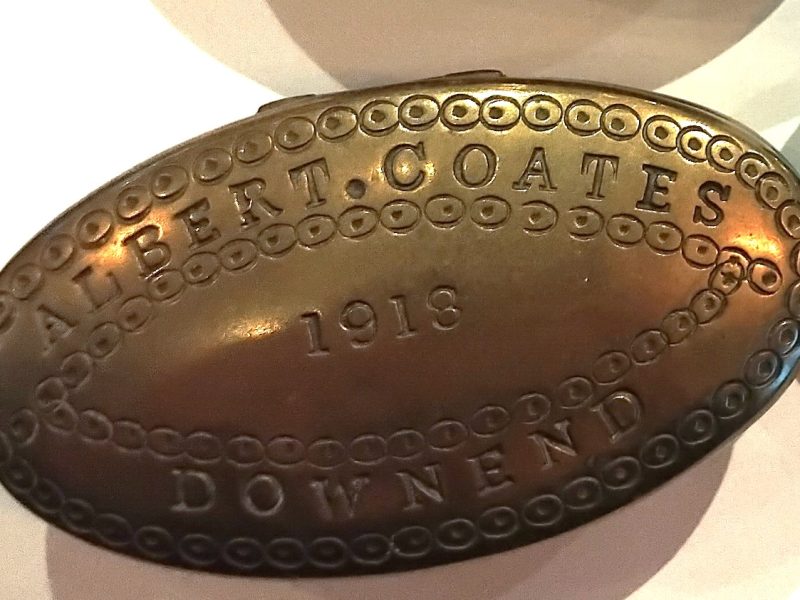 ALBERT.COATES
1918
DOWNEND